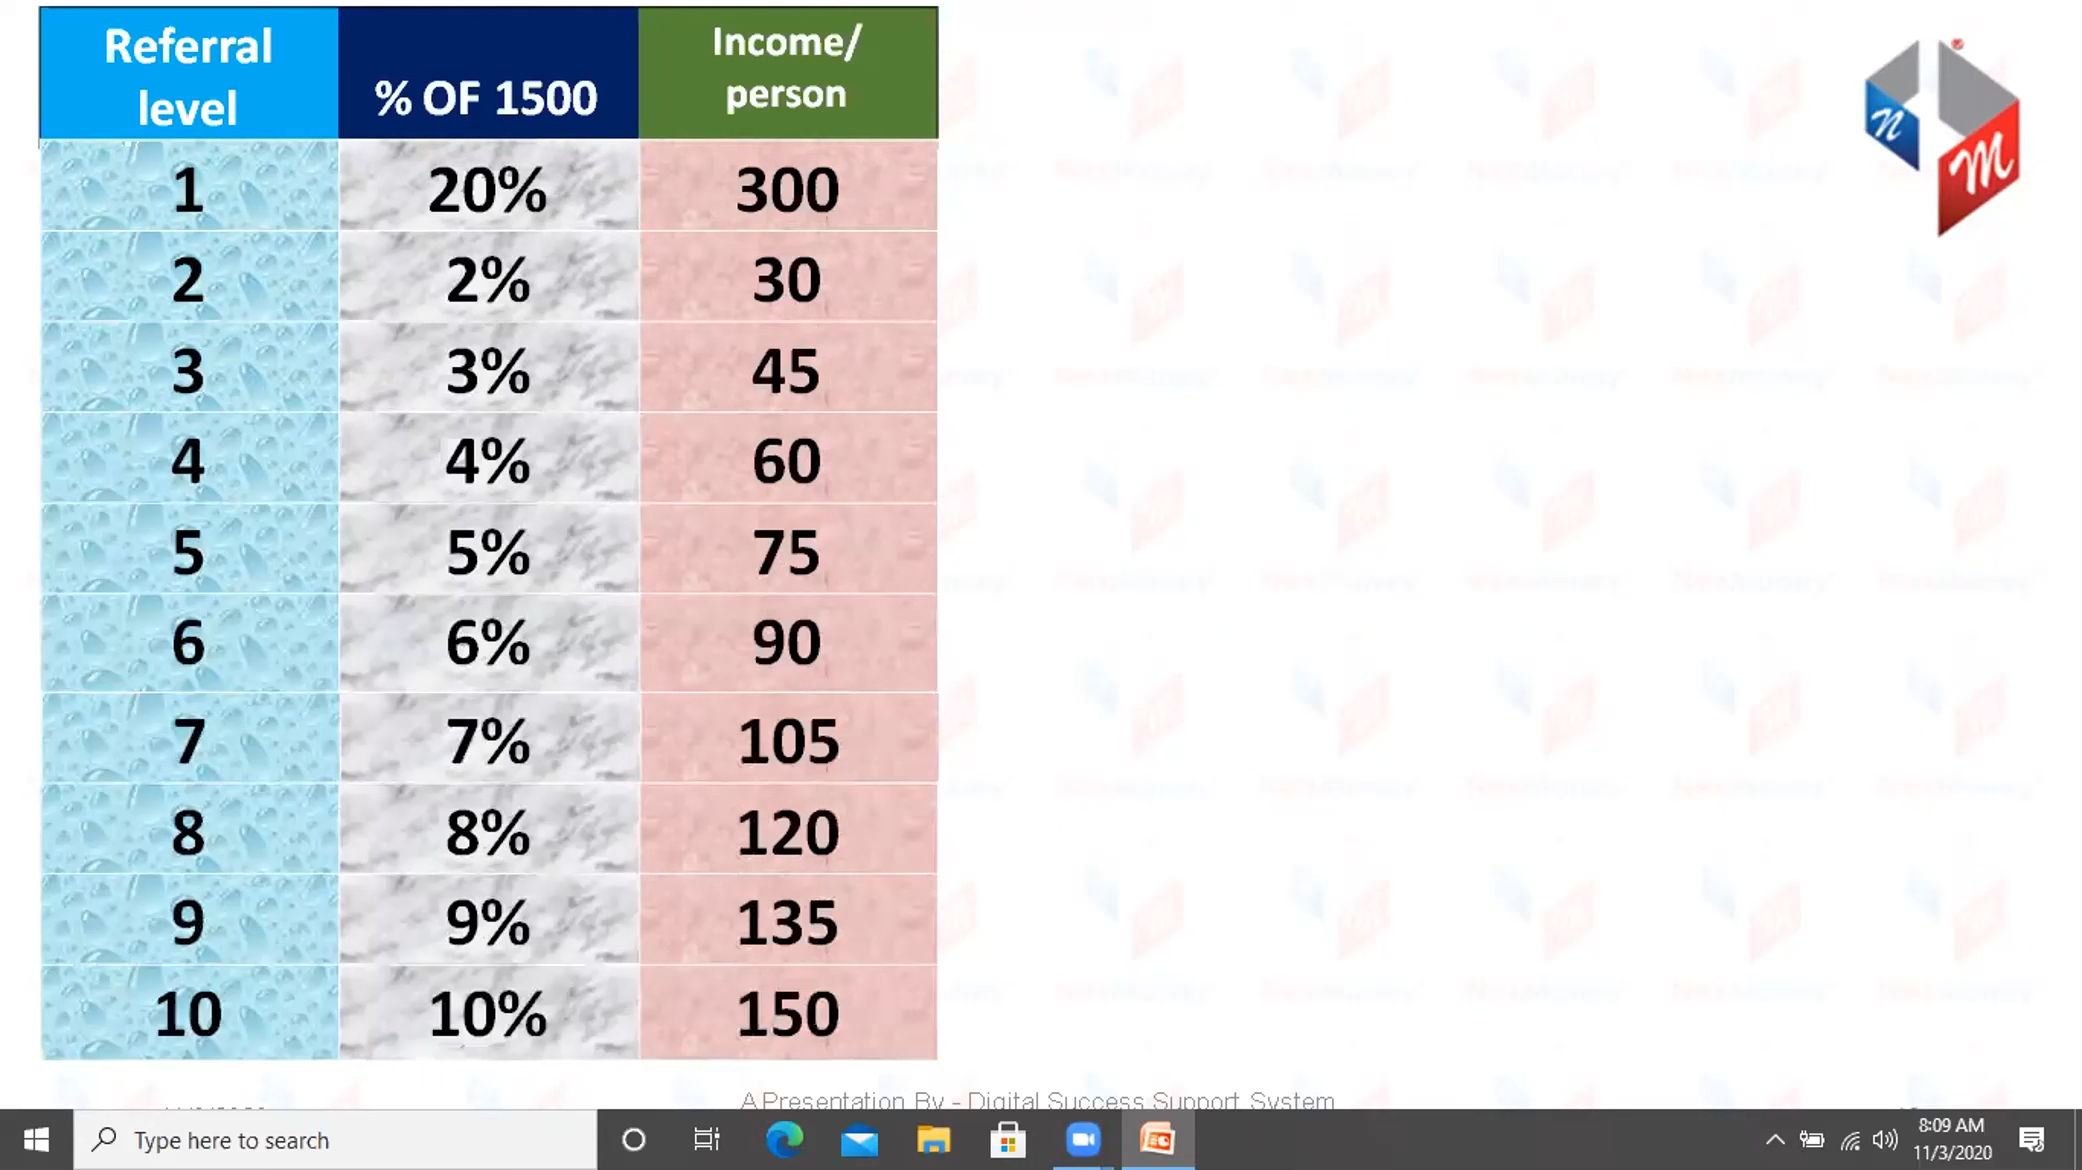 Referral level
% OF 1500
Income/ person
1 20% 300
2 2% 30
3 3% 45
4 4% 60
5 5% 75
6 6% 90
7 7% 105
8 8% 120
9 9% 135
10 10% 150
n M
A Presentation By - Digital Success Support System
Type here to search
8:09 AM
11/3/2020